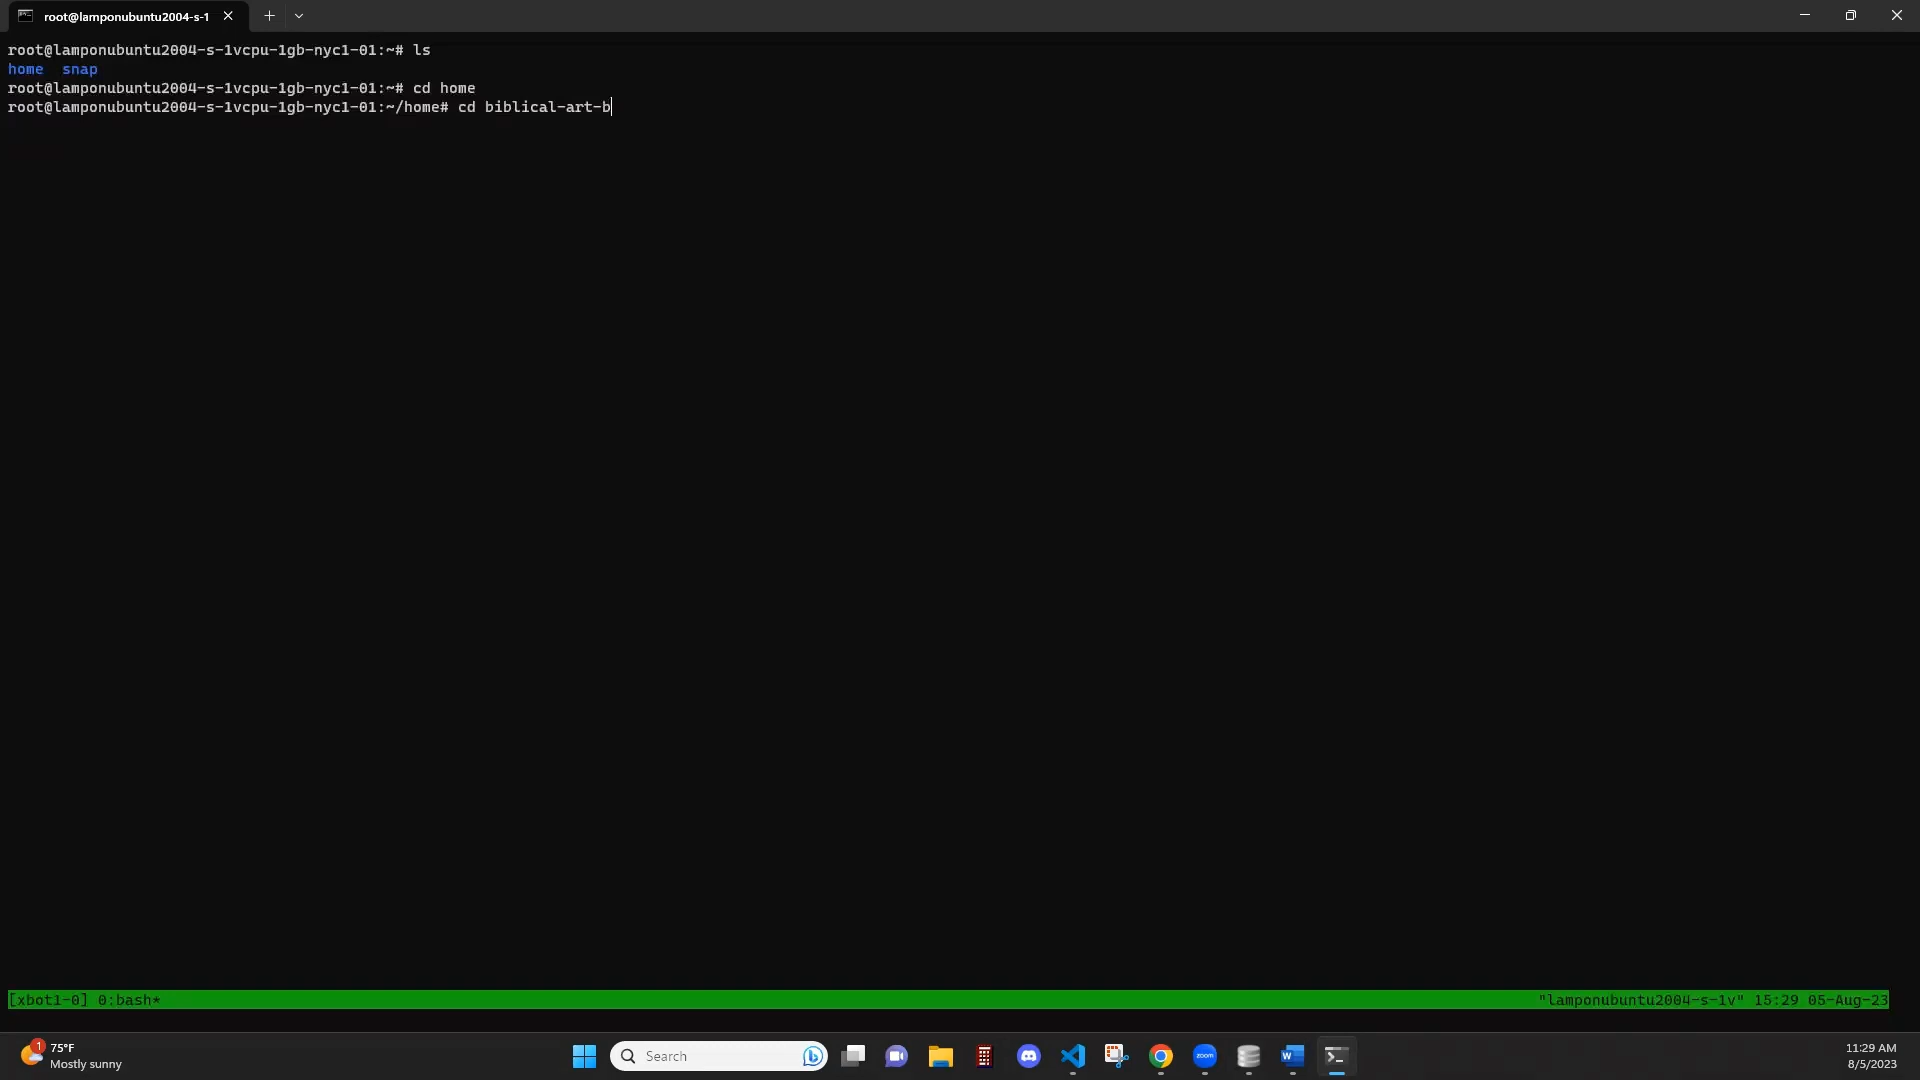 root@lamponubuntu2004-s-1
root@lamponubuntu2004-s-1vcpu-1gb-nyc1-01:~# ls
home  snap
root@lamponubuntu2004-s-1vcpu-1gb-nyc1-01:~# cd home
root@lamponubuntu2004-s-1vcpu-1gb-nyc1-01:~/home# cd biblical-art-b
[xbot1-0] 0:bash* "lamponubuntu2004-s-1v" 15:29 05-Aug-23
1
75°F
Mostly sunny
Search
zoom
W
11:29 AM
8/5/2023